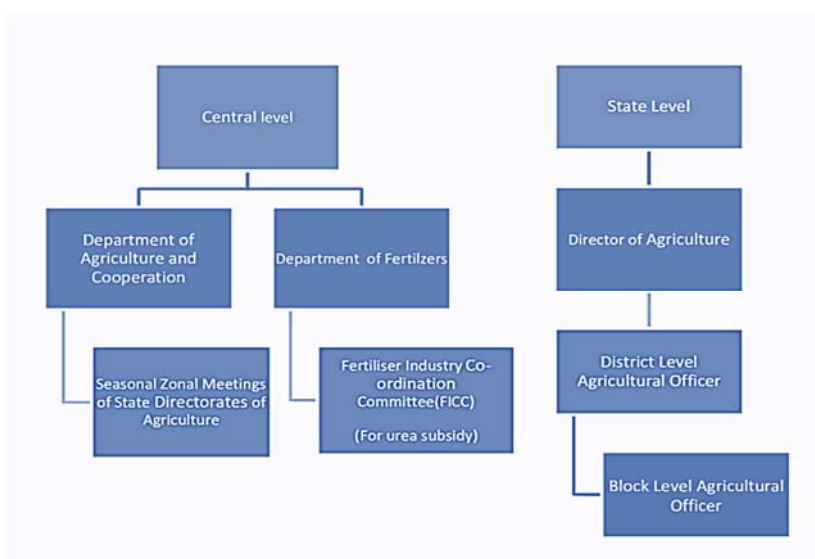 Central level
Department of
Agriculture and
Cooperation
Department of Fertilzers
Seasonal Zonal Meetings
of State Directorates of
Agriculture
Fertiliser Industry Co-
ordination
Committee(FICC)
(For urea subsidy)
State Level
Director of Agriculture
District Level
Agricultural Officer
Block Level Agricultural
Officer